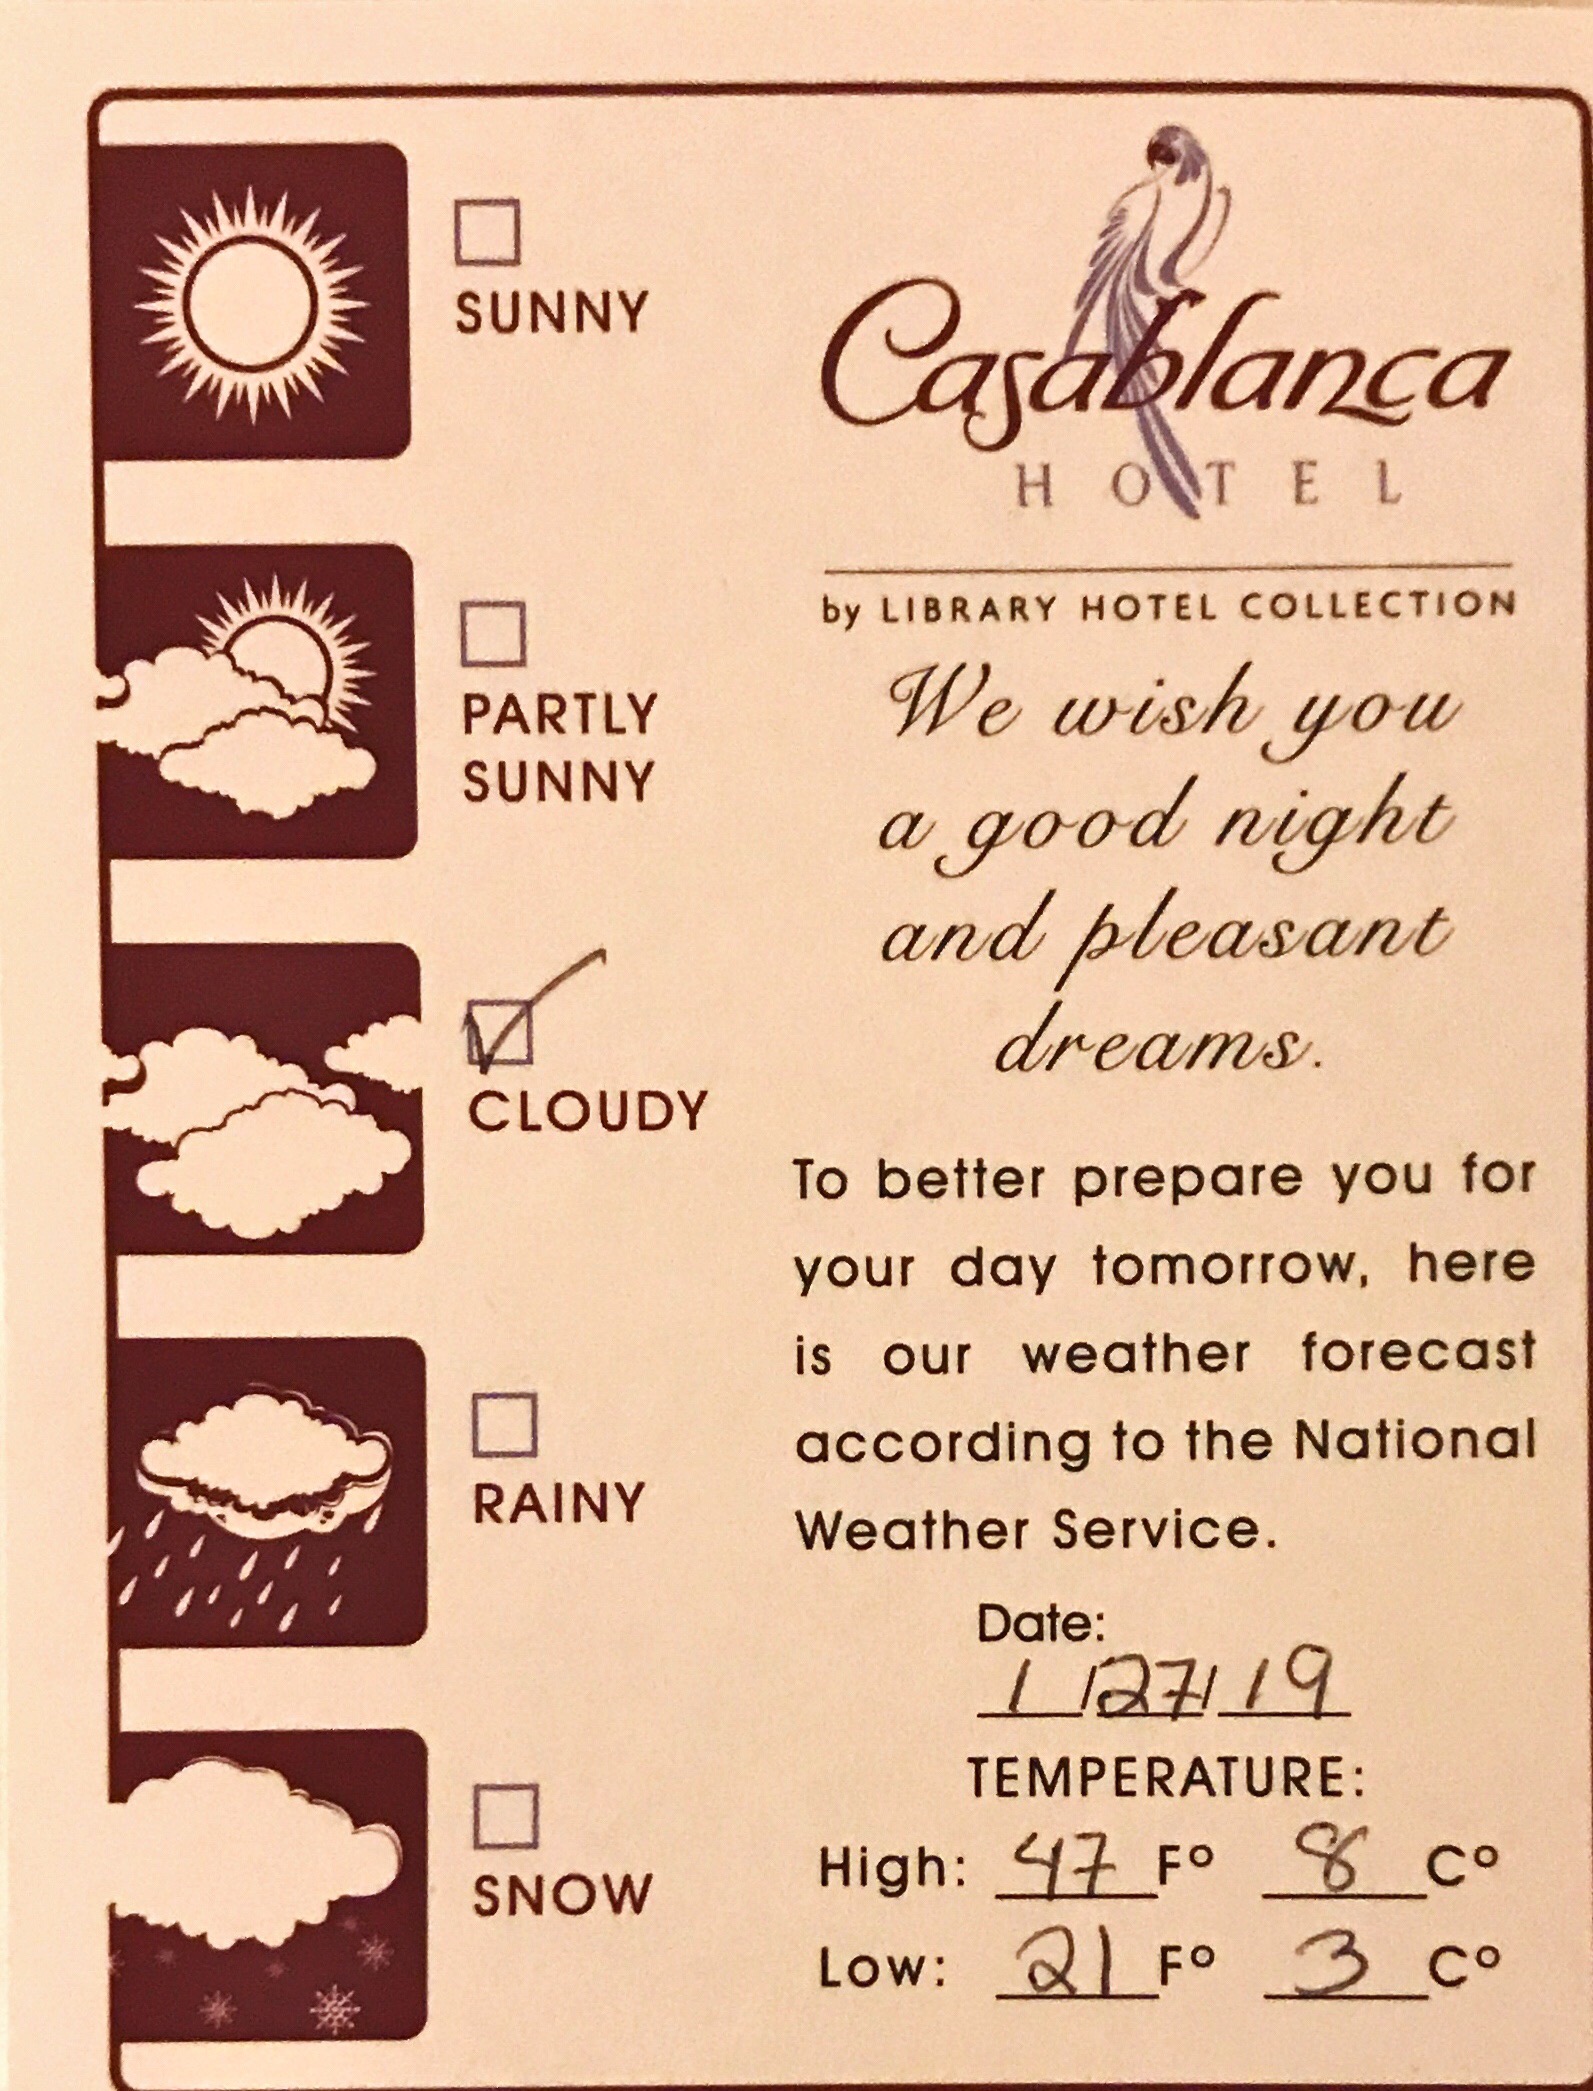 SUNNY
PARTLY
SUNNY
CLOUDY
RAINY
SNOW
Casablanca
HOTEL
by LIBRARY HOTEL COLLECTION
We wish you
a good night
and pleasant
dreams.
To better prepare you for
your day tomorrow, here
is our weather forecast
according to the National
Weather Service.
Date:
1/27/19
TEMPERATURE:
High: 47 F° 8 C°
Low: 21 F° 3 C°